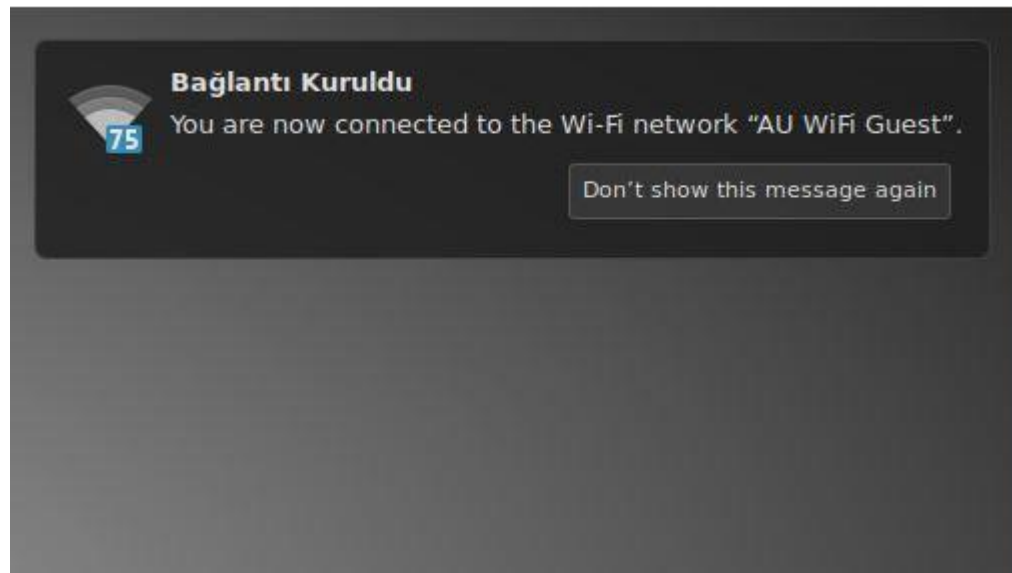 Bağlantı Kuruldu
You are now connected to the Wi-Fi network “AU WiFi Guest”.
75
Don’t show this message again